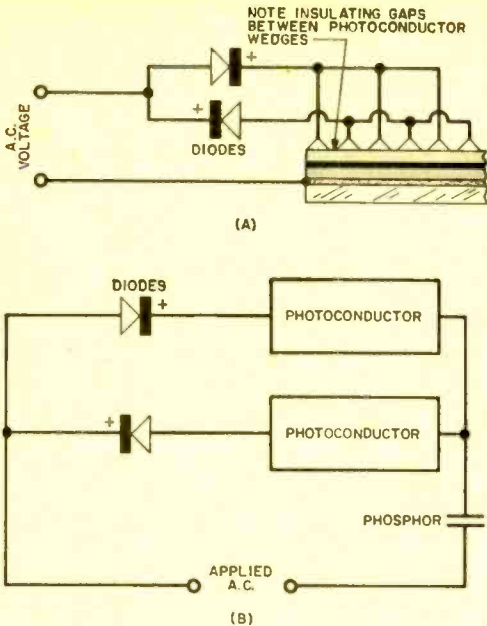 NOTE INSULATING GAPS
BETWEEN PHOTOCONDUCTOR
WEDGES
+
+
A.C.
VOLTAGE
DIODES
(A)
DIODES
+
PHOTOCONDUCTOR
+
PHOTOCONDUCTOR
PHOSPHOR
APPLIED
A.C.
(B)